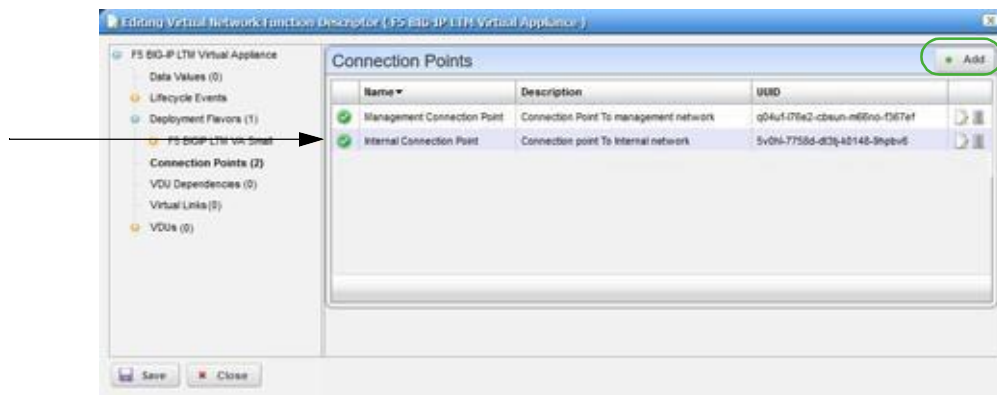 Editing Virtual Network Function Descriptor ( F5 BIG-IP LTM Virtual Appliance )
F5 BIG-IP LTM Virtual Appliance
Data Values (0)
Lifecycle Events
Deployment Flavors (1)
F5 BIGIP LTM VA Small
Connection Points (2)
VDU Dependencies (0)
Virtual Links (0)
VDUs (0)
Connection Points
Add
Name Description UUID
Management Connection Point Connection Point To management network
Internal Connection Point Connection point To Internal network
Save Close